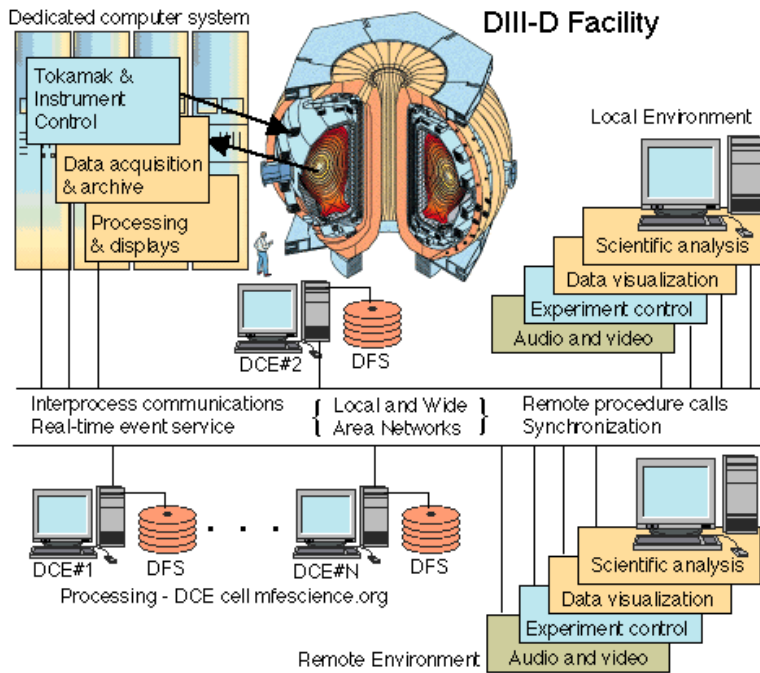 Dedicated computer system
DIII-D Facility
Tokamak &
Instrument
Control
Data acquisition
& archive
Processing
& displays
Local Environment
Scientific analysis
Data visualization
Experiment control
Audio and video
DCE#2
DFS
Interprocess communications
Real-time event service
{ Local and Wide }
Area Networks
Remote procedure calls
Synchronization
DCE#1
DFS
. . .
DCE#N
DFS
Processing - DCE cell mfescience.org
Scientific analysis
Data visualization
Experiment control
Audio and video
Remote Environment